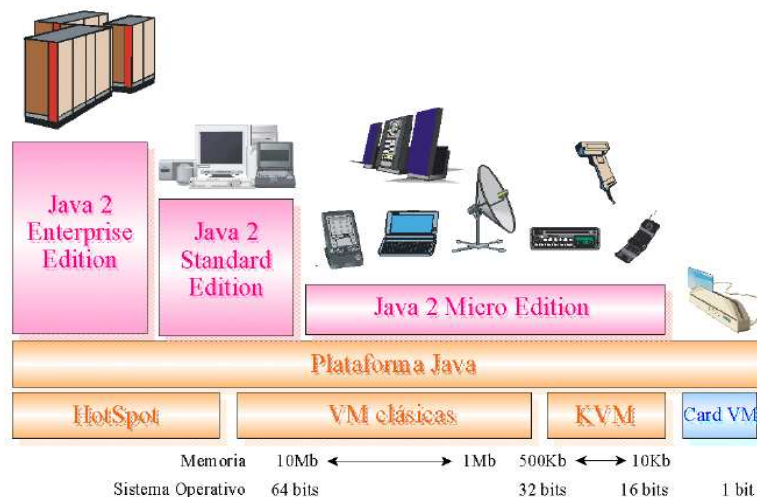 Java 2
Enterprise
Edition
Java 2
Standard
Edition
Java 2 Micro Edition
Plataforma Java
HotSpot
VM clásicas
KVM
Card VM
Memoria 10Mb 1Mb 500Kb 10Kb
Sistema Operativo 64 bits 32 bits 16 bits 1 bit